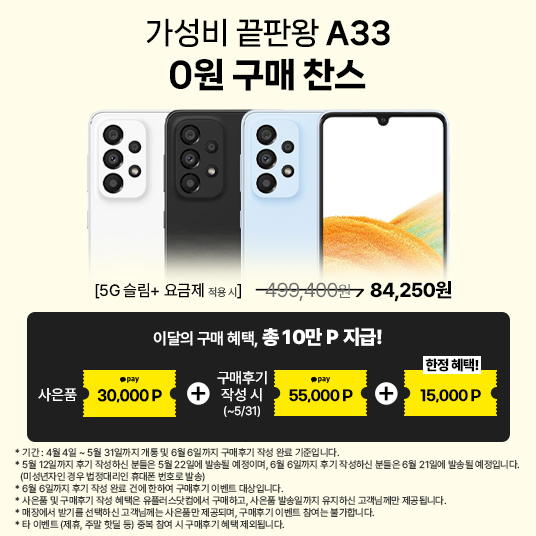 가성비 끝판왕 A33
0원 구매 찬스
[5G 슬림+ 요금제 적용 시] 499,400원 → 84,250원
이달의 구매 혜택, 총 10만 P 지급!
한정 혜택!
사은품 pay 30,000 P + 구매후기 작성 시 (~5/31) pay 55,000 P + 15,000 P
* 기간 : 4월 4일 ~ 5월 31일까지 개통 및 6월 6일까지 구매후기 작성 완료 기준입니다.
* 5월 12일까지 후기 작성하신 분들은 5월 22일에 발송될 예정이며, 6월 6일까지 후기 작성하신 분들은 6월 21일에 발송될 예정입니다.
(미성년자인 경우 법정대리인 휴대폰 번호로 발송)
* 6월 6일까지 후기 작성 완료 건에 한하여 구매후기 이벤트 대상입니다.
* 사은품 및 구매후기 작성 혜택은 유플러스닷컴에서 구매하고, 사은품 발송일까지 유지하신 고객님께만 제공됩니다.
* 매장에서 받기를 선택하신 고객님께는 사은품만 제공되며, 구매후기 이벤트 참여는 불가합니다.
* 타 이벤트 (제휴, 주말 핫딜 등) 중복 참여 시 구매후기 혜택 제외됩니다.